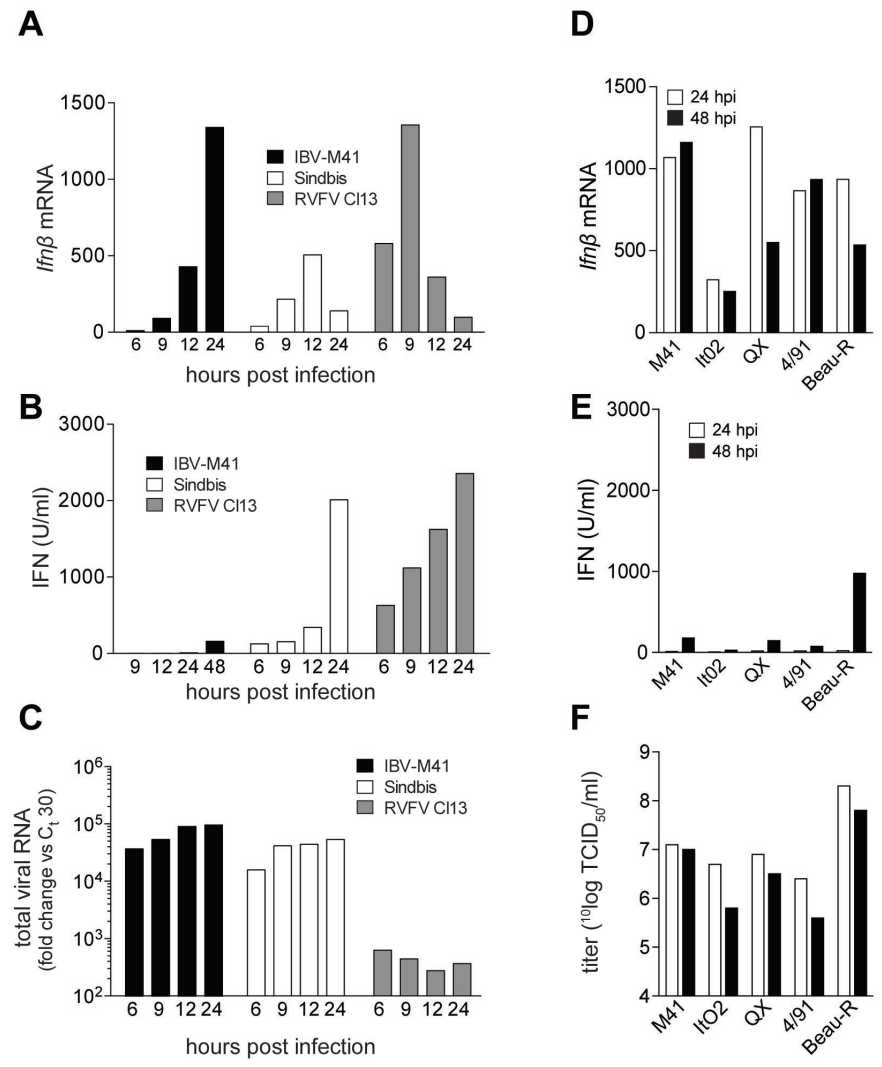 A
1500
1000
500
0
Ifnβ mRNA
IBV-M41
Sindbis
RVFV Cl13
6 9 12 24 6 9 12 24 6 9 12 24
hours post infection
B
3000
2000
1000
0
IFN (U/ml)
IBV-M41
Sindbis
RVFV Cl13
9 12 24 48 6 9 12 24 6 9 12 24
hours post infection
C
10⁶
10⁵
10⁴
10³
10²
total viral RNA
(fold change vs Cₜ 30)
IBV-M41
Sindbis
RVFV Cl13
6 9 12 24 6 9 12 24 6 9 12 24
hours post infection
D
1500
1000
500
0
Ifnβ mRNA
24 hpi
48 hpi
M41 It02 QX 4/91 Beau-R
E
3000
2000
1000
0
IFN (U/ml)
24 hpi
48 hpi
M41 It02 QX 4/91 Beau-R
F
9
8
7
6
5
4
titer (¹⁰log TCID₅₀/ml)
M41 ItO2 QX 4/91 Beau-R